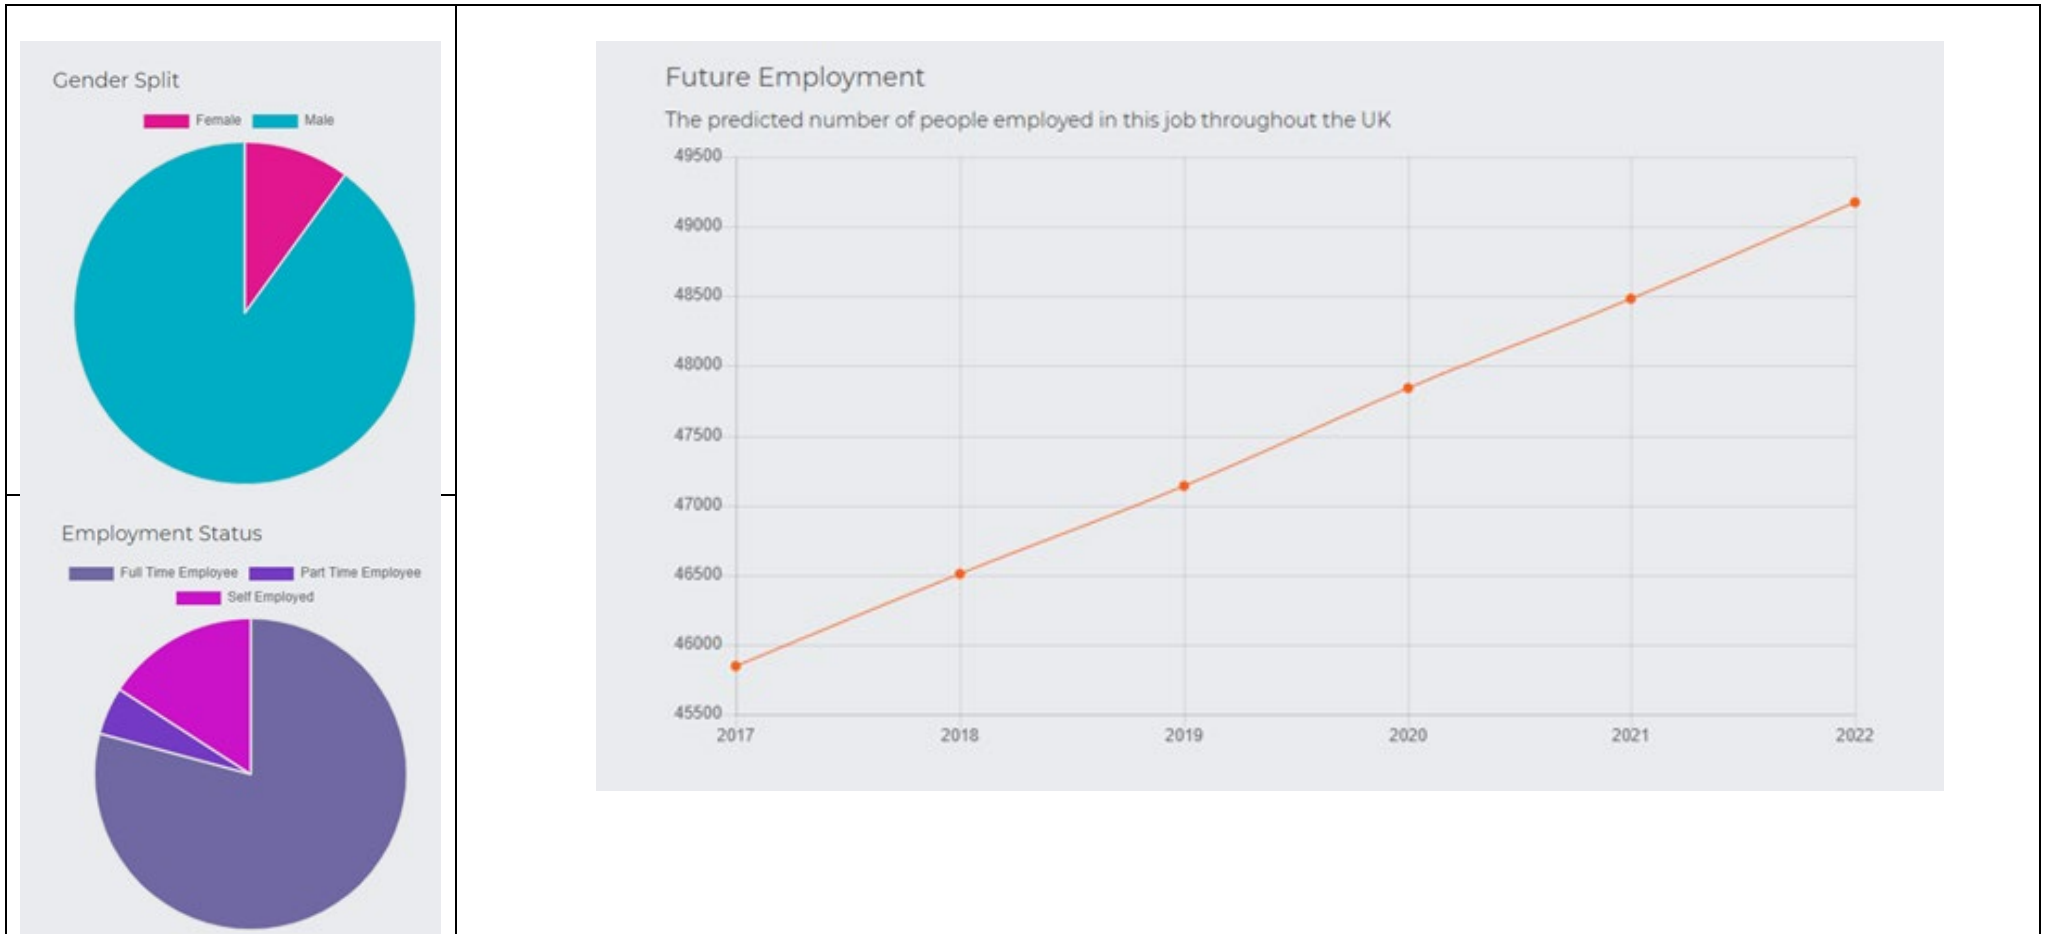 Gender Split
Female Male
Employment Status
Full Time Employee Part Time Employee
Self Employed
Future Employment
The predicted number of people employed in this job throughout the UK
49500
49000
48500
48000
47500
47000
46500
46000
45500
2017 2018 2019 2020 2021 2022